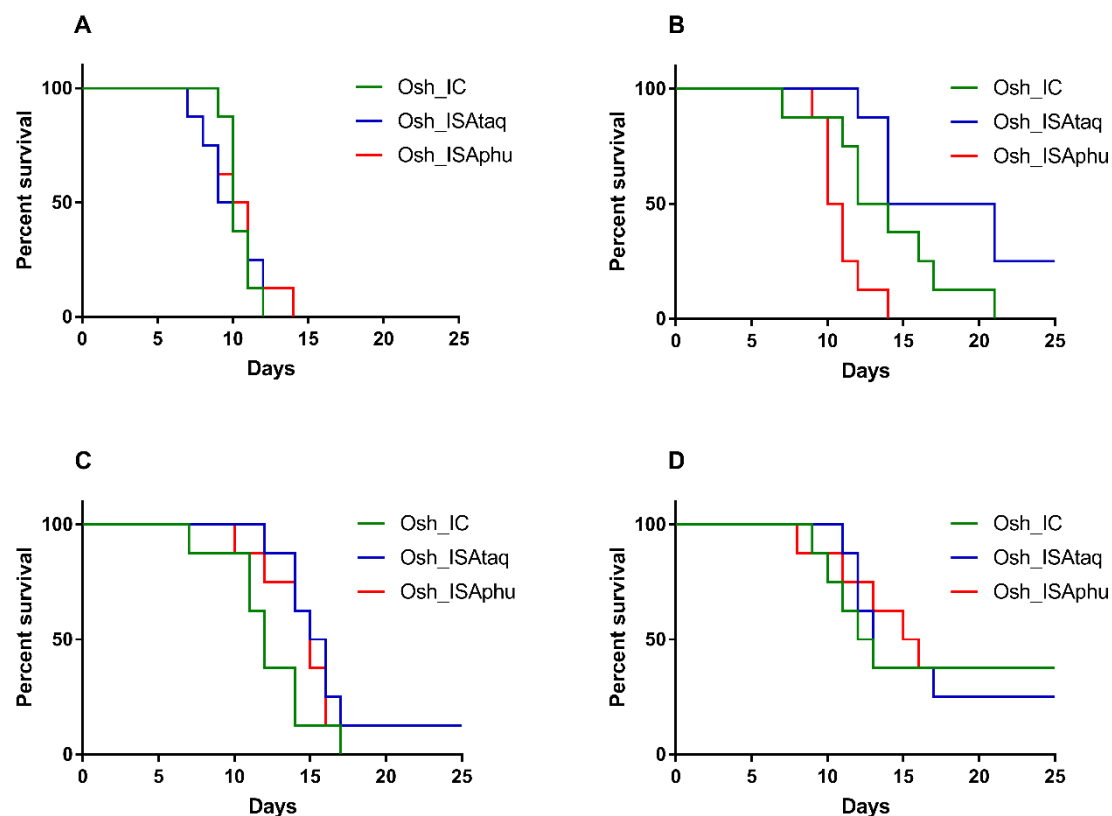 A
Percent survival
100
50
0
0 5 10 15 20 25
Days
Osh_IC
Osh_ISAtaq
Osh_ISAphu
B
Percent survival
100
50
0
0 5 10 15 20 25
Days
Osh_IC
Osh_ISAtaq
Osh_ISAphu
C
Percent survival
100
50
0
0 5 10 15 20 25
Days
Osh_IC
Osh_ISAtaq
Osh_ISAphu
D
Percent survival
100
50
0
0 5 10 15 20 25
Days
Osh_IC
Osh_ISAtaq
Osh_ISAphu